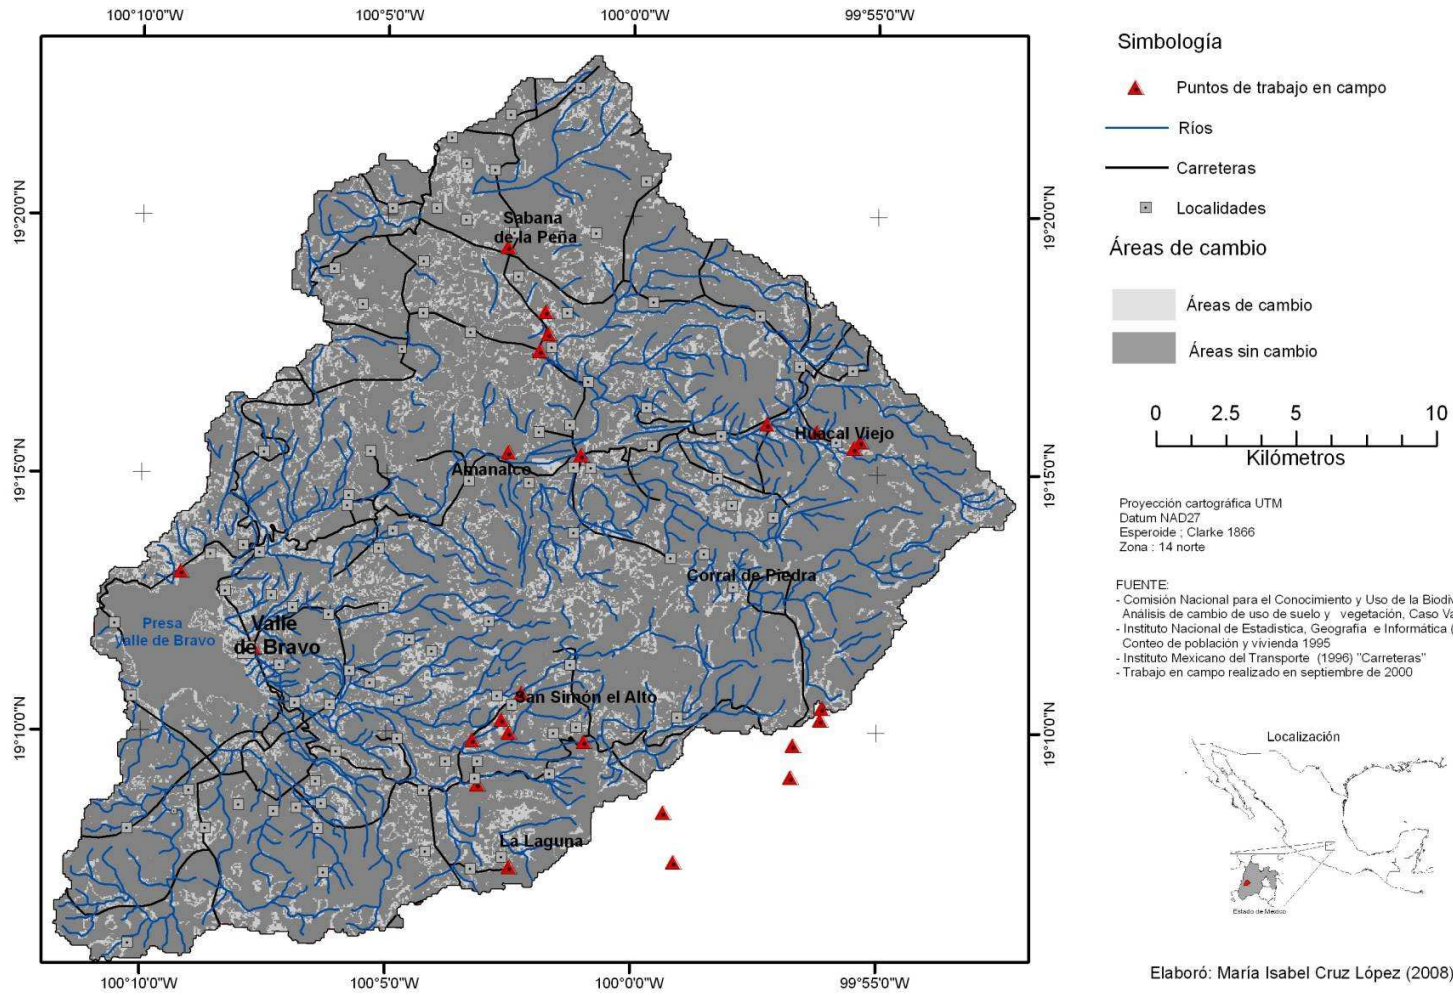 100°10'0"W
100°5'0"W
100°0'0"W
99°55'0"W
19°20'0"N
19°15'0"N
19°10'0"N
19°20'0"N
19°15'0"N
19°10'0"N
Sabana
de la Peña
Huacal Viejo
Amanalco
Corral de Piedra
Presa
Valle de Bravo
Valle
de Bravo
San Simón el Alto
La Laguna
100°10'0"W
100°5'0"W
100°0'0"W
99°55'0"W
Simbología
Puntos de trabajo en campo
Ríos
Carreteras
Localidades
Áreas de cambio
Áreas de cambio
Áreas sin cambio
0 2.5 5 10
Kilómetros
Proyección cartográfica UTM
Datum NAD27
Esperoide ; Clarke 1866
Zona : 14 norte
FUENTE:
- Comisión Nacional para el Conocimiento y Uso de la Biodiv
Análisis de cambio de uso de suelo y vegetación, Caso Va
- Instituto Nacional de Estadistica, Geografia e Informática (
Conteo de población y vivienda 1995
- Instituto Mexicano del Transporte (1996) "Carreteras"
- Trabajo en campo realizado en septiembre de 2000
Localización
Estado de Mexico
Elaboró: María Isabel Cruz López (2008)